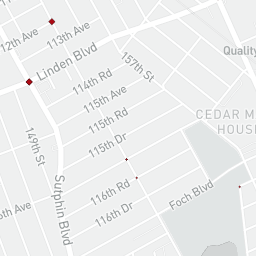 12th Ave
113th Ave
Linden Blvd
157th St
Quality
114th Rd
115th Ave
115th Rd
CEDAR M
HOUSE
149th St
115th Dr
116th Rd
Foch Blvd
Sutphin Blvd
116th Dr
6th Ave